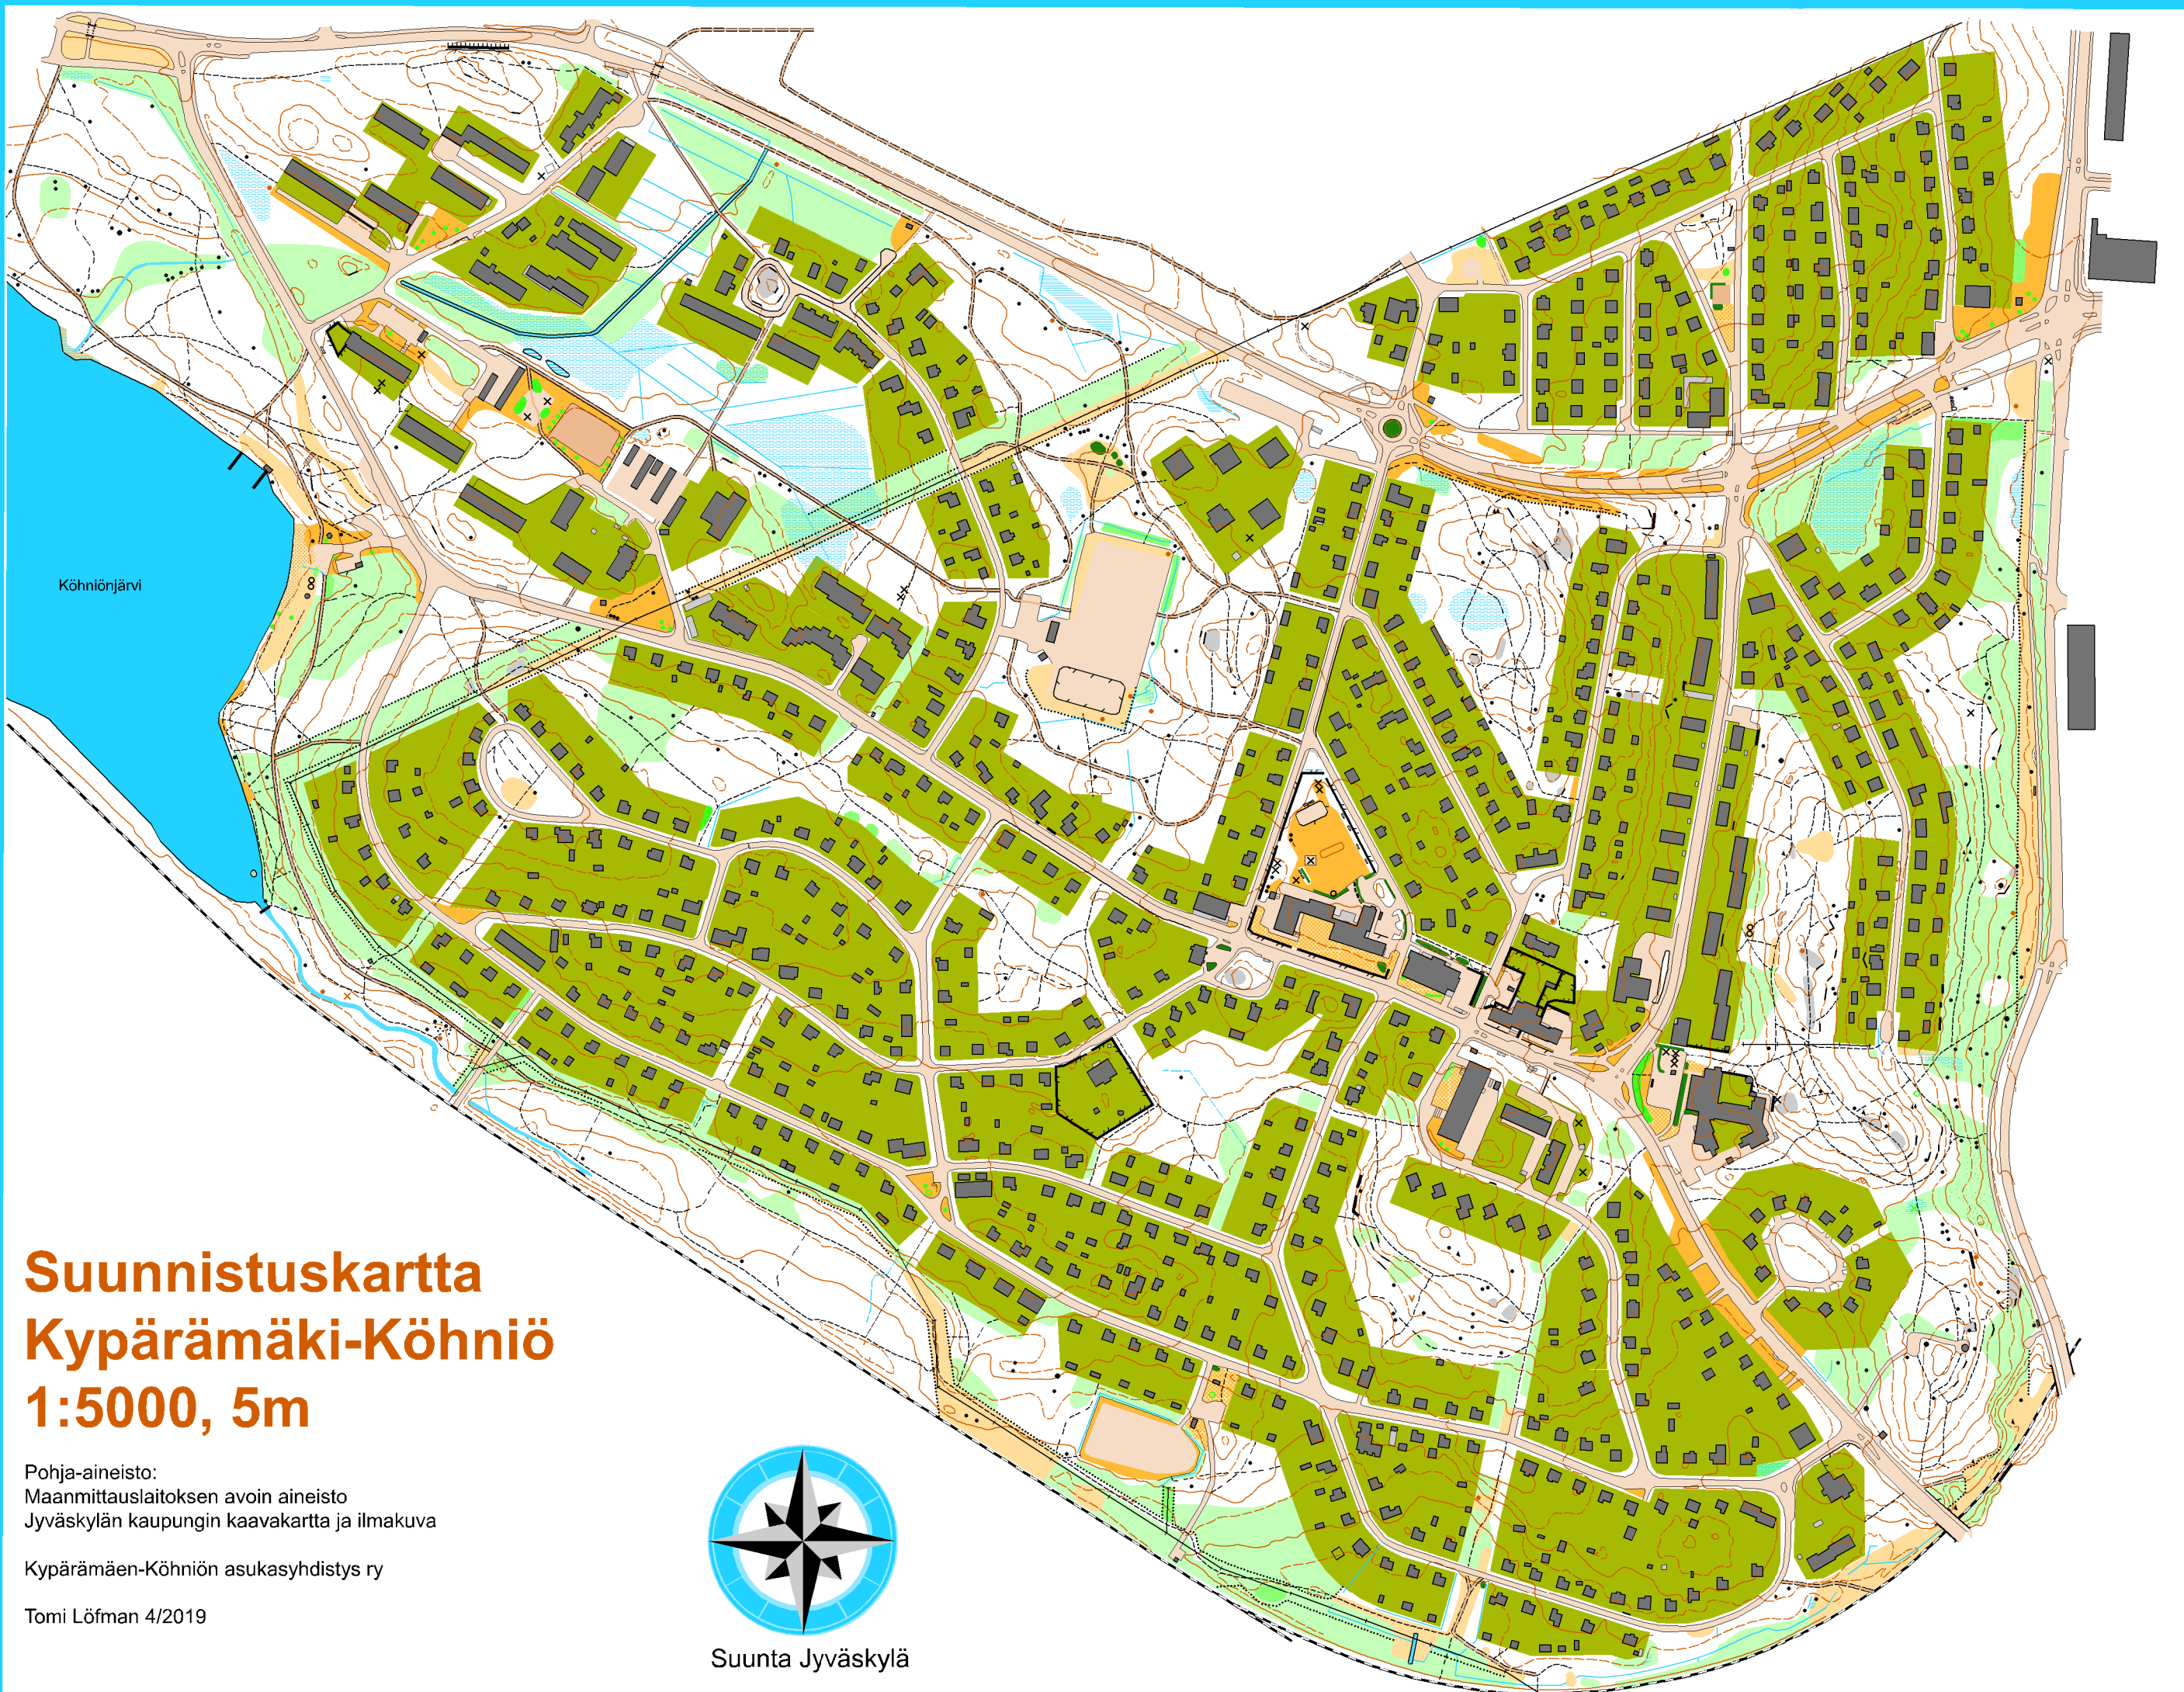 Köhniönjärvi
Suunnistuskartta
Kypärämäki-Köhniö
1:5000, 5m
Pohja-aineisto:
Maanmittauslaitoksen avoin aineisto
Jyväskylän kaupungin kaavakartta ja ilmakuva
Kypärämäen-Köhniön asukasyhdistys ry
Tomi Löfman 4/2019
Suunta Jyväskylä